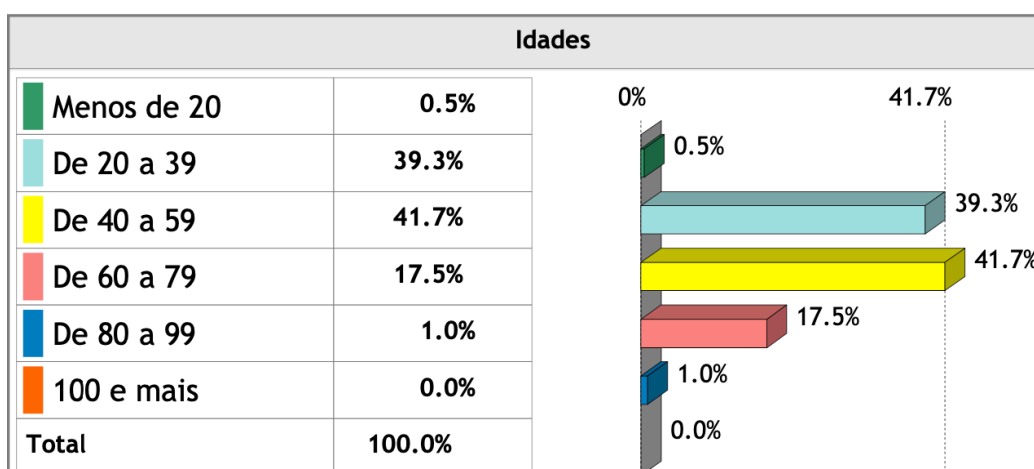 Idades
Menos de 20 0.5%
De 20 a 39 39.3%
De 40 a 59 41.7%
De 60 a 79 17.5%
De 80 a 99 1.0%
100 e mais 0.0%
Total 100.0%
0% 41.7%
0.5%
39.3%
41.7%
17.5%
1.0%
0.0%